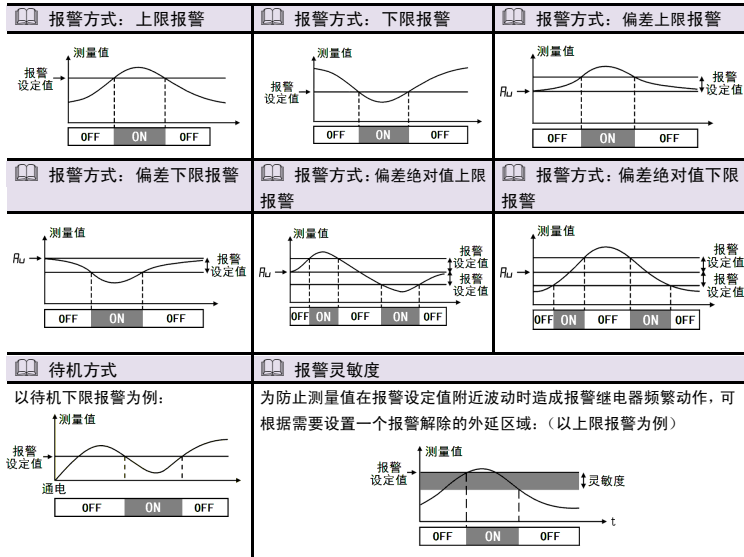 报警方式：上限报警
测量值
报警
设定值
OFF ON OFF
报警方式：下限报警
测量值
报警
设定值
OFF ON OFF
报警方式：偏差上限报警
测量值
Au
报警
设定值
OFF ON OFF
报警方式：偏差下限报警
测量值
Au
报警
设定值
OFF ON OFF
报警方式：偏差绝对值上限
报警
测量值
Au
报警
设定值
报警
设定值
OFF ON OFF ON OFF
报警方式：偏差绝对值下限
报警
测量值
Au
报警
设定值
报警
设定值
OFF ON OFF ON OFF
待机方式
以待机下限报警为例：
测量值
报警
设定值
通电
OFF ON OFF
报警灵敏度
为防止测量值在报警设定值附近波动时造成报警继电器频繁动作，可
根据需要设置一个报警解除的外延区域：（以上限报警为例）
测量值
报警
设定值
灵敏度
t
OFF ON OFF